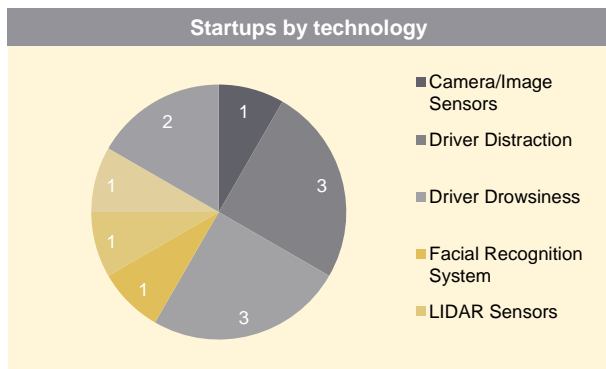 Startups by technology
1
3
3
1
1
1
2
Camera/Image
Sensors
Driver Distraction
Driver Drowsiness
Facial Recognition
System
LIDAR Sensors